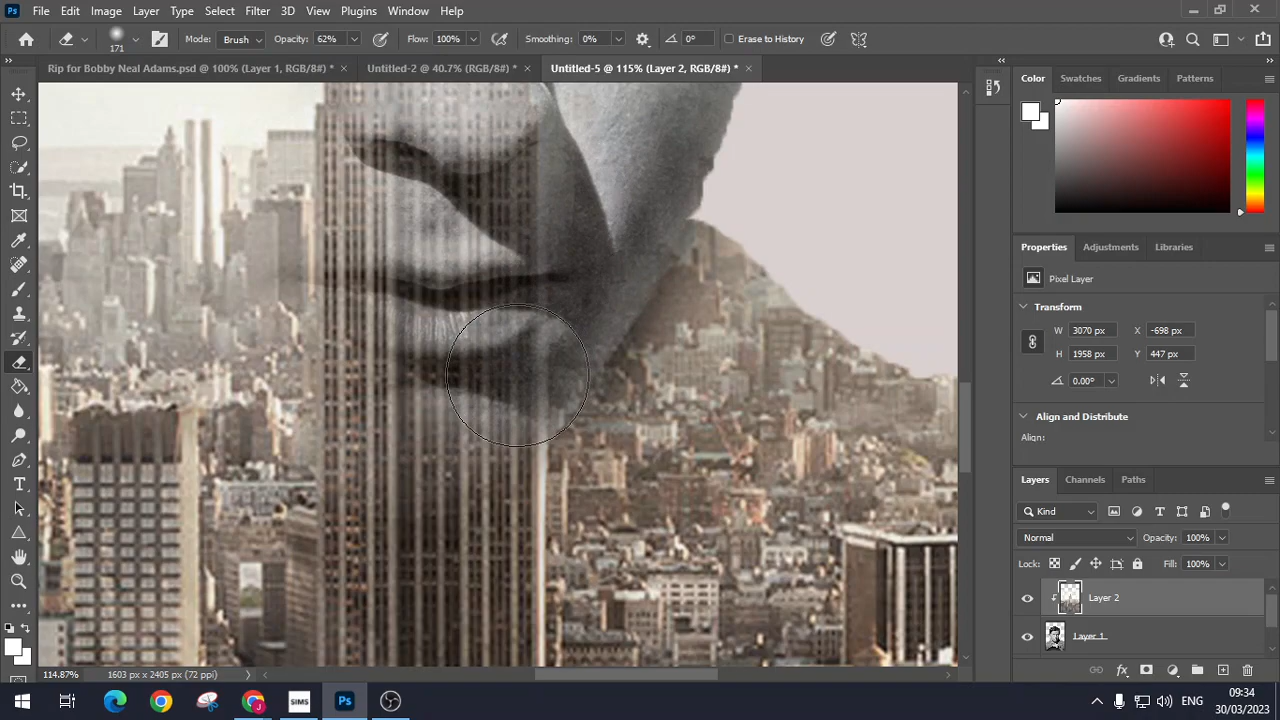 Ps File Edit Image Layer Type Select Filter 3D View Plugins Window Help
171 Mode: Brush Opacity: 62% Flow: 100% Smoothing: 0% 0° Erase to History
Rip for Bobby Neal Adams.psd @ 100% (Layer 1, RGB/8#) * Untitled-2 @ 40.7% (RGB/8#) * Untitled-5 @ 115% (Layer 2, RGB/8#) *
Color Swatches Gradients Patterns
Properties Adjustments Libraries
Pixel Layer
Transform
W 3070 px X -698 px
H 1958 px Y 447 px
0.00°
Align and Distribute
Align:
Layers Channels Paths
Kind
Normal Opacity: 100%
Lock: Fill: 100%
Layer 2
Layer 1
114.87% 1603 px x 2405 px (72 ppi)
SIMS Ps ENG 09:34
30/03/2023